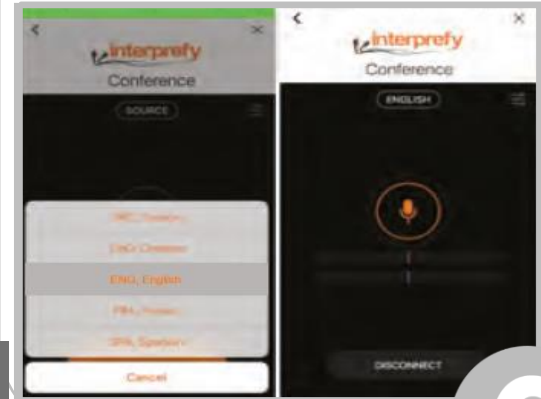 interprefy
Conference
SOURCE
ENG, English
Cancel
interprefy
Conference
ENGLISH
DISCONNECT